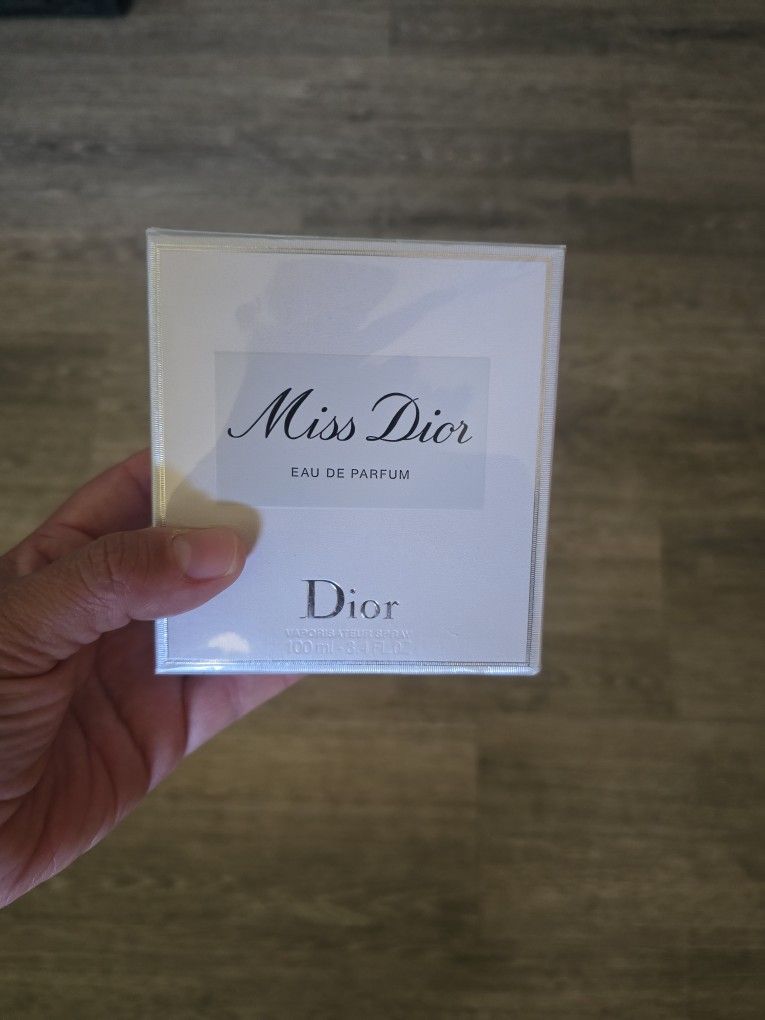 Miss Dior
EAU DE PARFUM
Dior
VAPORISATEUR SPRAY
100 ml - 3.4 FL.OZ